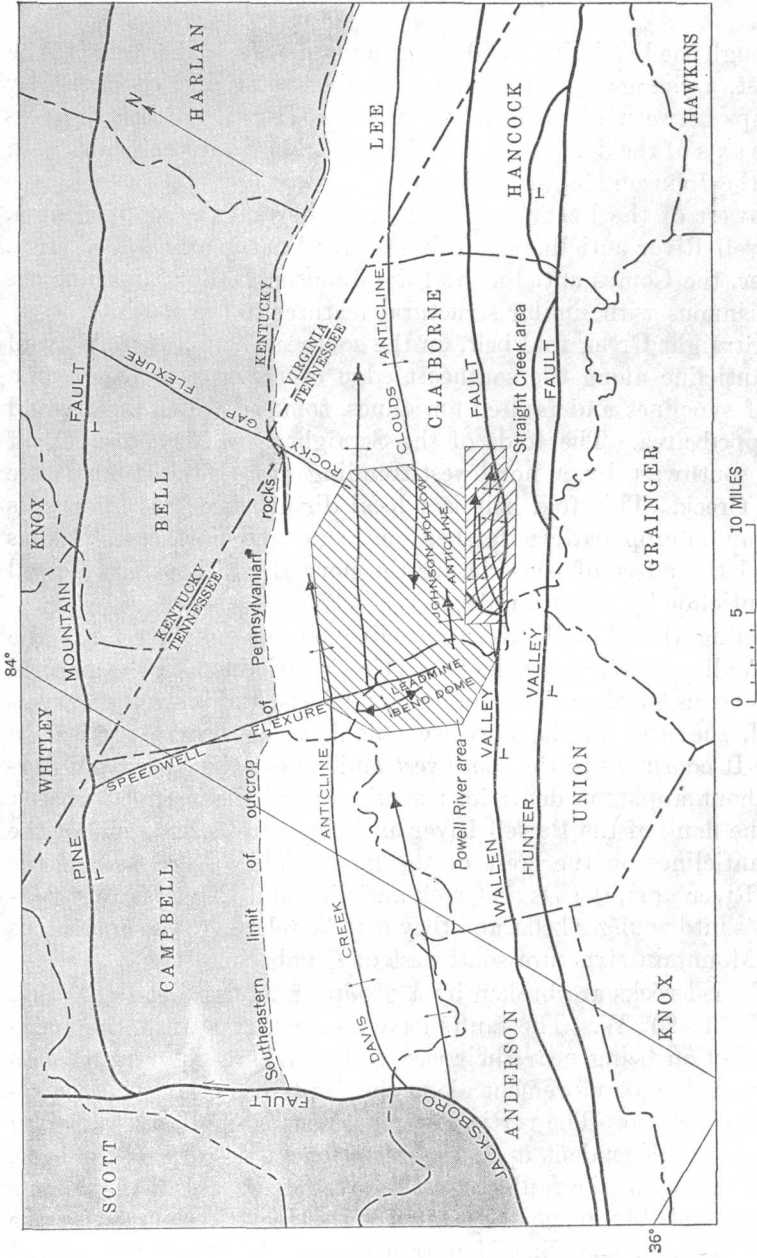 84°
KNOX
WHITLEY
HARLAN
N
PINE MOUNTAIN FAULT
BELL
CAMPBELL
SCOTT
KENTUCKY
TENNESSEE
SPEEDWELL FLEXURE
ROCKY GAP FLEXURE
KENTUCKY
VIRGINIA
TENNESSEE
LEE
Southeastern limit of outcrop of Pennsylvanian rocks
JACKSBORO FAULT
DAVIS CREEK ANTICLINE
LEADMINE
BEND DOME
JOHNSON HOLLOW
ANTICLINE
CLOUDS ANTICLINE
CLAIBORNE
HANCOCK
HAWKINS
Powell River area
Straight Creek area
WALLEN VALLEY FAULT
HUNTER VALLEY FAULT
ANDERSON
UNION
GRAINGER
KNOX
36°
0 5 10 MILES